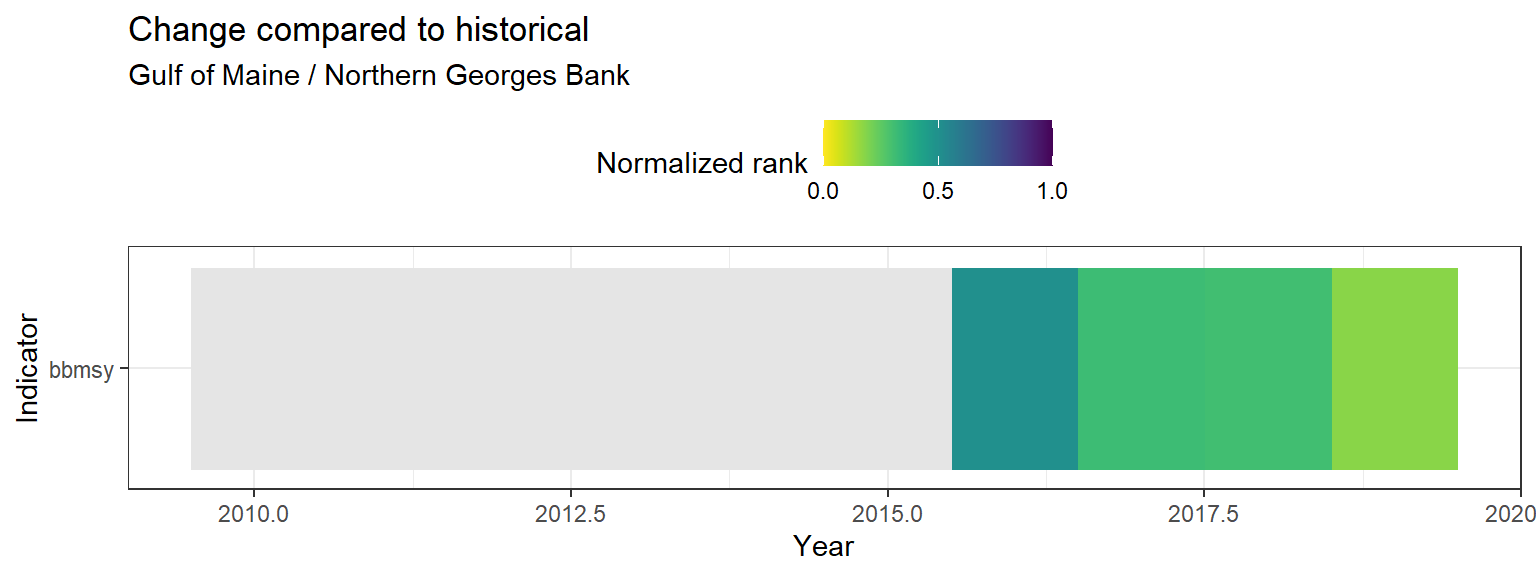 Change compared to historical
Gulf of Maine / Northern Georges Bank
Normalized rank
0.0 0.5 1.0
Indicator
bbmsy
2010.0 2012.5 2015.0 2017.5 2020
Year